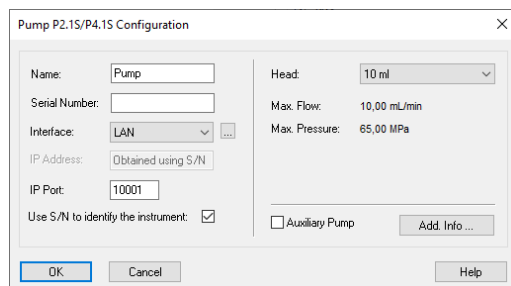 Pump P2.1S/P4.1S Configuration
Name: Pump
Serial Number:
Interface: LAN ...
IP Address: Obtained using S/N
IP Port: 10001
Use S/N to identify the instrument:
Head: 10 ml
Max. Flow: 10,00 mL/min
Max. Pressure: 65,00 MPa
Auxiliary Pump
Add. Info ...
OK
Cancel
Help